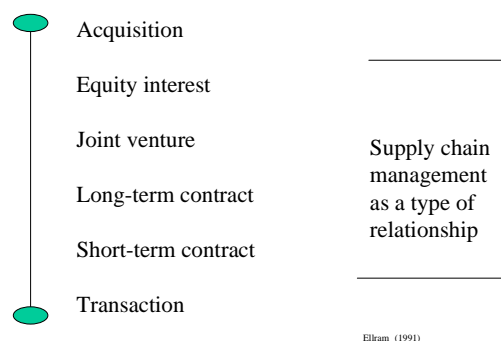 Acquisition
Equity interest
Joint venture
Long-term contract
Short-term contract
Transaction
Supply chain
management
as a type of
relationship
Ellram (1991)